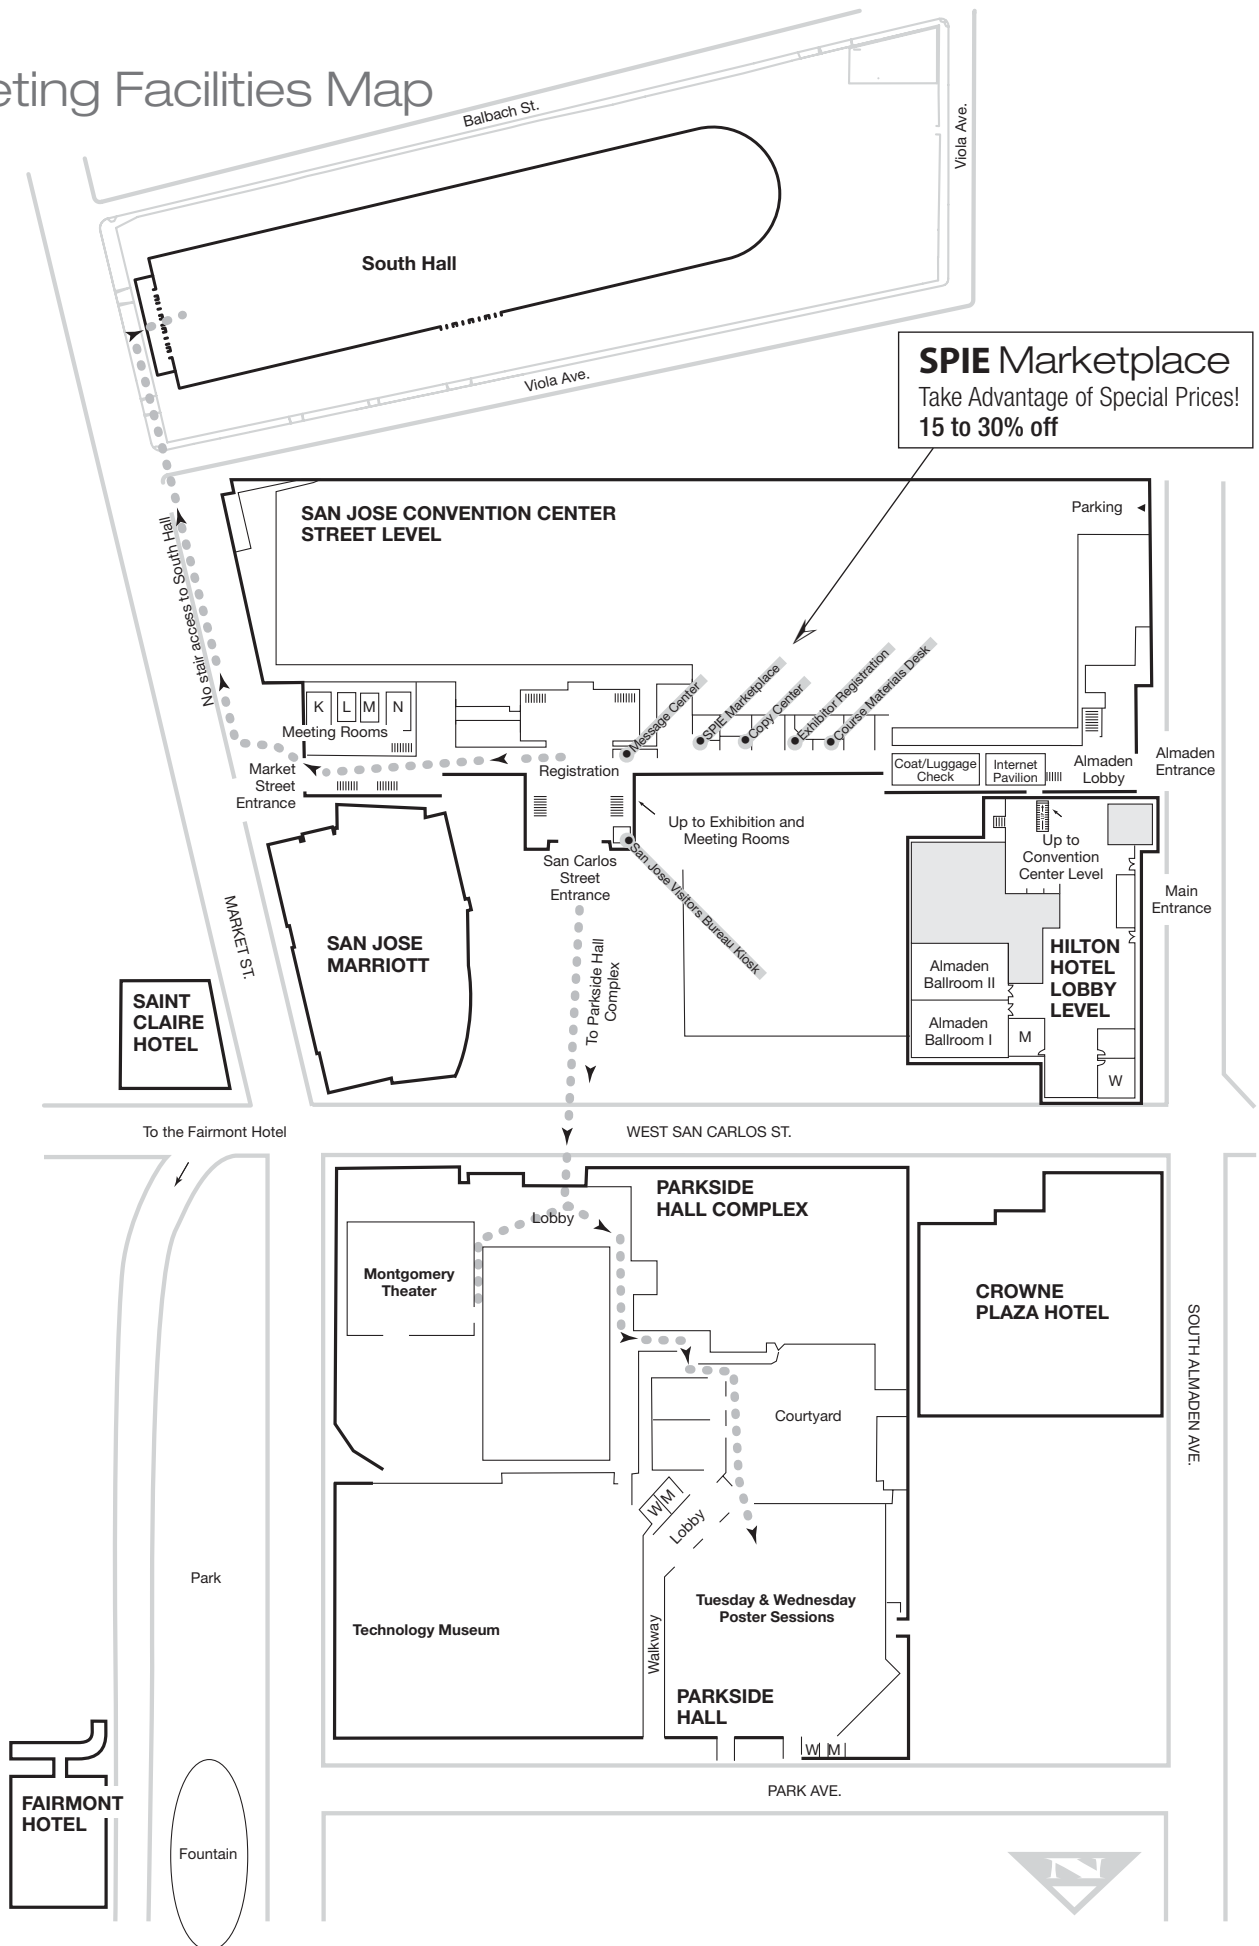 eting Facilities Map
Balbach St.
Viola Ave.
South Hall
Viola Ave.
SPIE Marketplace
Take Advantage of Special Prices!
15 to 30% off
SAN JOSE CONVENTION CENTER
STREET LEVEL
Parking
No stair access to South Hall
K L M N
Meeting Rooms
Message Center
SPIE Marketplace
Copy Center
Exhibitor Registration
Course Materials Desk
Market
Street
Entrance
Registration
Coat/Luggage
Check
Internet
Pavilion
Almaden
Lobby
Almaden
Entrance
Up to Exhibition and
Meeting Rooms
San Carlos
Street
Entrance
San Jose Visitors Bureau Kiosk
Up to
Convention
Center Level
Main
Entrance
MARKET ST.
SAN JOSE
MARRIOTT
To Parkside Hall
Complex
Almaden
Ballroom II
Almaden
Ballroom I
M
W
HILTON
HOTEL
LOBBY
LEVEL
SAINT
CLAIRE
HOTEL
To the Fairmont Hotel
WEST SAN CARLOS ST.
PARKSIDE
HALL COMPLEX
Lobby
Montgomery
Theater
CROWNE
PLAZA HOTEL
SOUTH ALMADEN AVE.
Courtyard
W M
Lobby
Park
Technology Museum
Walkway
Tuesday & Wednesday
Poster Sessions
PARKSIDE
HALL
W M
PARK AVE.
FAIRMONT
HOTEL
Fountain
N